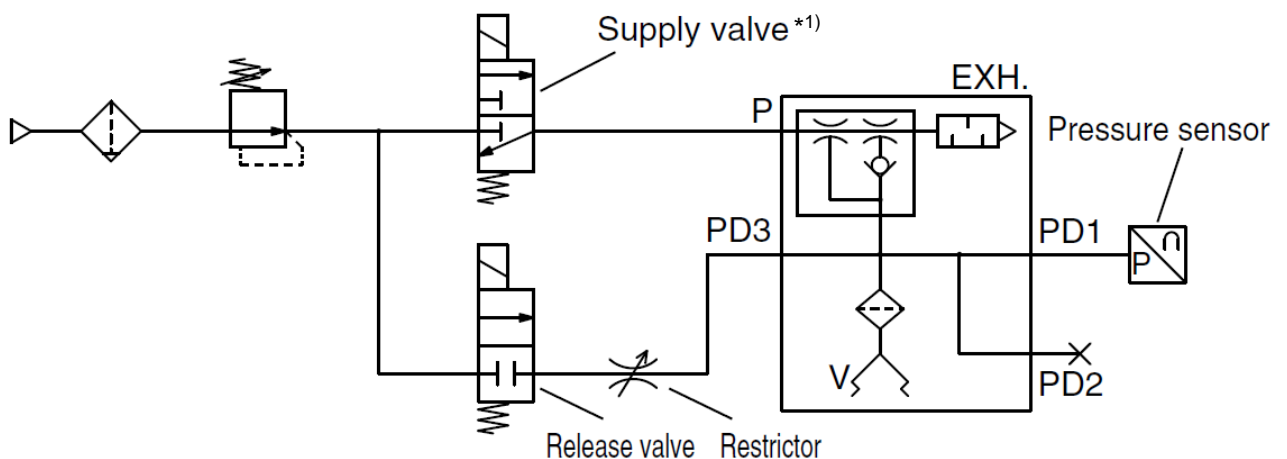 Supply valve*1)
EXH.
P
Pressure sensor
PD3
PD1
P
V
PD2
Release valve
Restrictor